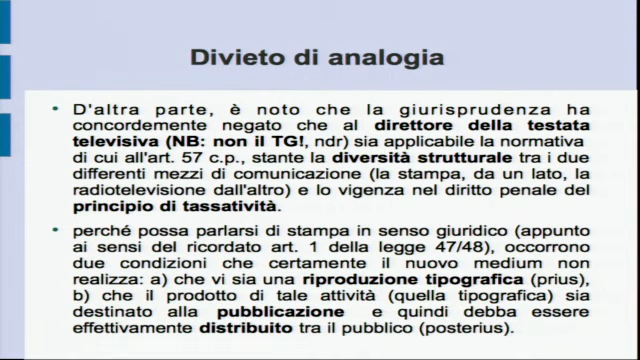 Divieto di analogia
• D'altra parte, è noto che la giurisprudenza ha
concordemente negato che al direttore della testata
televisiva (NB: non il TG!, ndr) sia applicabile la normativa
di cui all'art. 57 c.p., stante la diversità strutturale tra i due
differenti mezzi di comunicazione (la stampa, da un lato, la
radiotelevisione dall'altro) e lo vigenza nel diritto penale del
principio di tassatività.
• perché possa parlarsi di stampa in senso giuridico (appunto
ai sensi del ricordato art. 1 della legge 47/48), occorrono
due condizioni che certamente il nuovo medium non
realizza: a) che vi sia una riproduzione tipografica (prius),
b) che il prodotto di tale attività (quella tipografica) sia
destinato alla pubblicazione e quindi debba essere
effettivamente distribuito tra il pubblico (posterius).